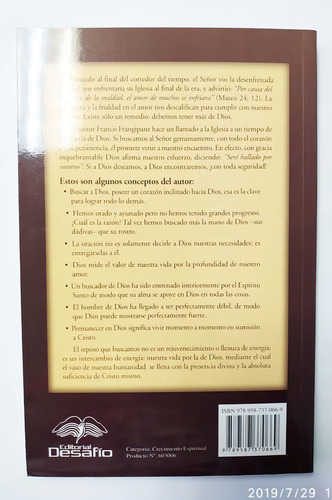 al final del corredor del tiempo, el Señor vio la desenfrenada
que enfrentaría su Iglesia al final de la era, y advirtió: "Por causa del
de la maldad, el amor de muchos se enfriará" (Mateo 24: 12). La
y la frialdad en el amor nos descalifican para cumplir con nuestro
Existe sólo un remedio: debemos tener más de Dios.
pastor Francis Frangipane hace un llamado a la Iglesia a un tiempo de
de Dios. Si buscamos al Señor genuinamente, con todo el corazón
persistencia, él promete venir a nuestro encuentro. En efecto, con gracia
inquebrantable Dios afirma nuestro esfuerzo, diciendo: "Seré hallado por
vosotros". Si a Dios deseamos, a Dios encontraremos, ¡con toda seguridad!
Estos son algunos conceptos del autor:
• Buscar a Dios, poseer un corazón inclinado hacia Dios, esa es la clave
para lograr todo lo demás.
• Hemos orado y ayunado pero no hemos tenido grandes progresos.
¿Cuál es la razón? Tal vez hemos buscado más la mano de Dios –sus
dádivas– que su rostro.
• La oración no es solamente decirle a Dios nuestras necesidades: es
entregárselas a él.
• Dios mide el valor de nuestra vida por la profundidad de nuestro
amor.
• Un buscador de Dios ha sido entrenado interiormente por el Espíritu
Santo de modo que su alma se apoye en Dios en todas las cosas.
• El hombre de Dios ha llegado a ser perfectamente débil, de modo
que Dios puede mostrarse perfectamente fuerte.
• Permanecer en Dios significa vivir momento a momento en sumisión
a Cristo.
El reposo que buscamos no es un rejuvenecimiento o llenura de energía,
es un intercambio de energía: nuestra vida por la de Dios, mediante el cual
el vaso de nuestra humanidad se llena con la presencia divina y la absoluta
suficiencia de Cristo mismo.
ISBN 978-958-737-066-9
9 789587 370669
Editorial
Desafío
Categoría: Crecimiento Espiritual
Producto Nº. 603006
2019/7/29 1